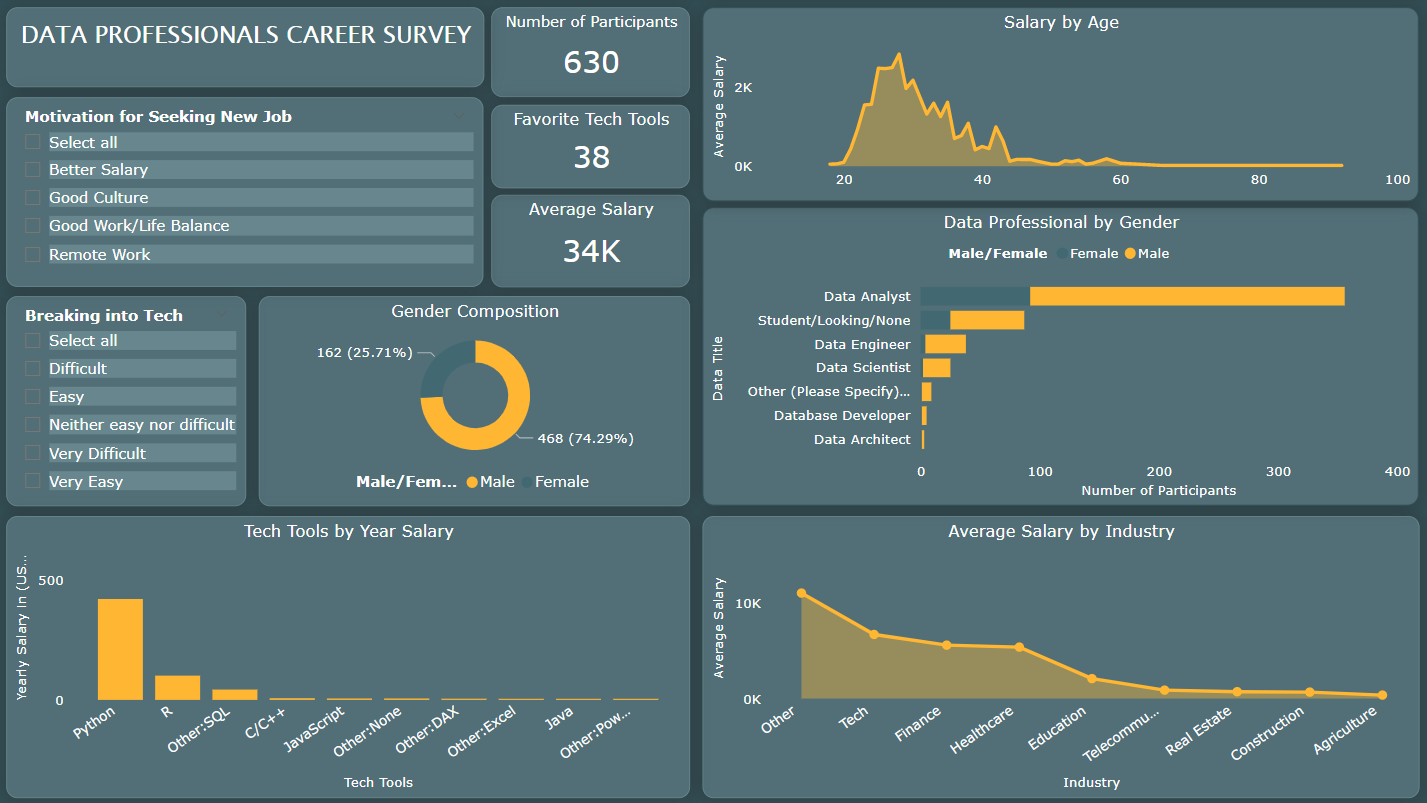 DATA PROFESSIONALS CAREER SURVEY
Number of Participants
630
Favorite Tech Tools
38
Average Salary
34K
Motivation for Seeking New Job
Select all
Better Salary
Good Culture
Good Work/Life Balance
Remote Work
Breaking into Tech
Select all
Difficult
Easy
Neither easy nor difficult
Very Difficult
Very Easy
Gender Composition
162 (25.71%)
468 (74.29%)
Male/Fem... Male Female
Salary by Age
Average Salary
2K
0K
20 40 60 80 100
Data Professional by Gender
Male/Female Female Male
Data Title
Data Analyst
Student/Looking/None
Data Engineer
Data Scientist
Other (Please Specify)...
Database Developer
Data Architect
0 100 200 300 400
Number of Participants
Tech Tools by Year Salary
Yearly Salary In (US...
500
0
Python
R
Other:SQL
C/C++
JavaScript
Other:None
Other:DAX
Other:Excel
Java
Other:Pow...
Tech Tools
Average Salary by Industry
Average Salary
10K
0K
Other
Tech
Finance
Healthcare
Education
Telecommu...
Real Estate
Construction
Agriculture
Industry